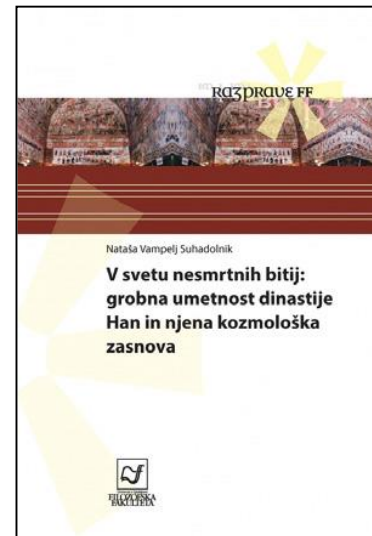 Razprave FF
Nataša Vampelj Suhadolnik
V svetu nesmrtnih bitij:
grobna umetnost dinastije
Han in njena kozmološka
zasnova
FILOZOFSKA
FAKULTETA